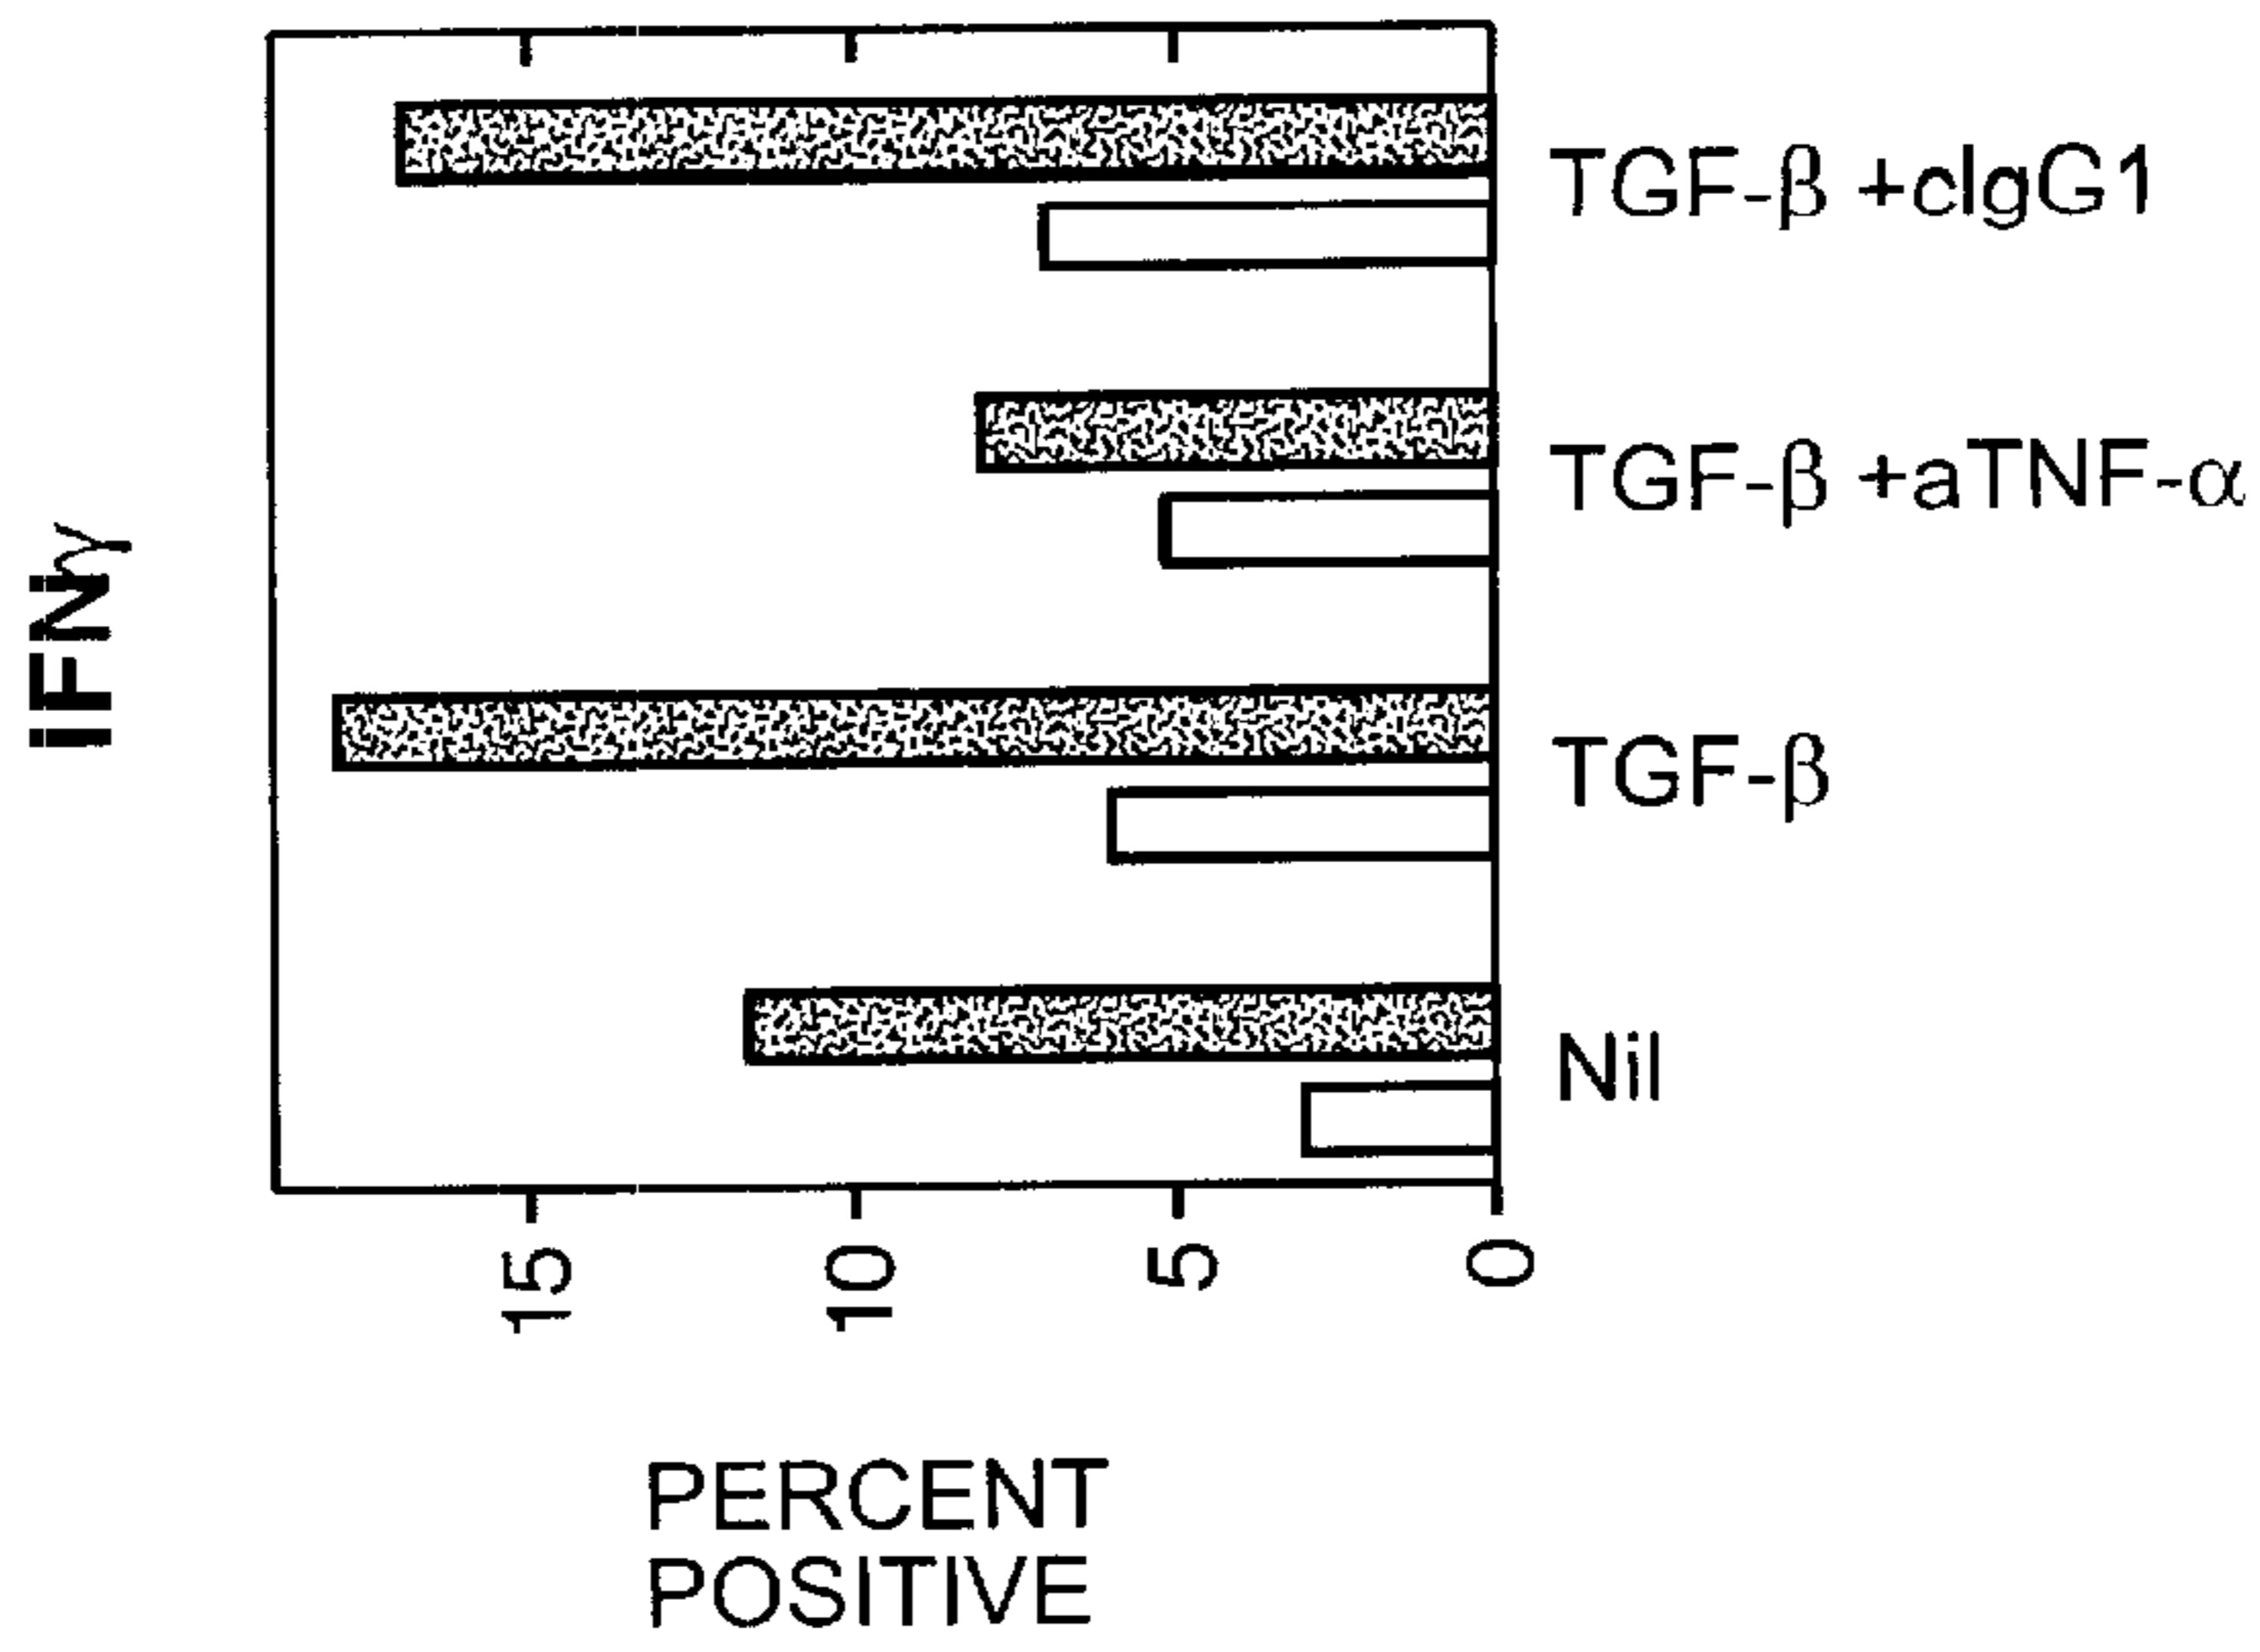 IFNγ
TGF-β +cIgG1
TGF-β +aTNF-α
TGF-β
Nil
15
10
5
0
PERCENT
POSITIVE